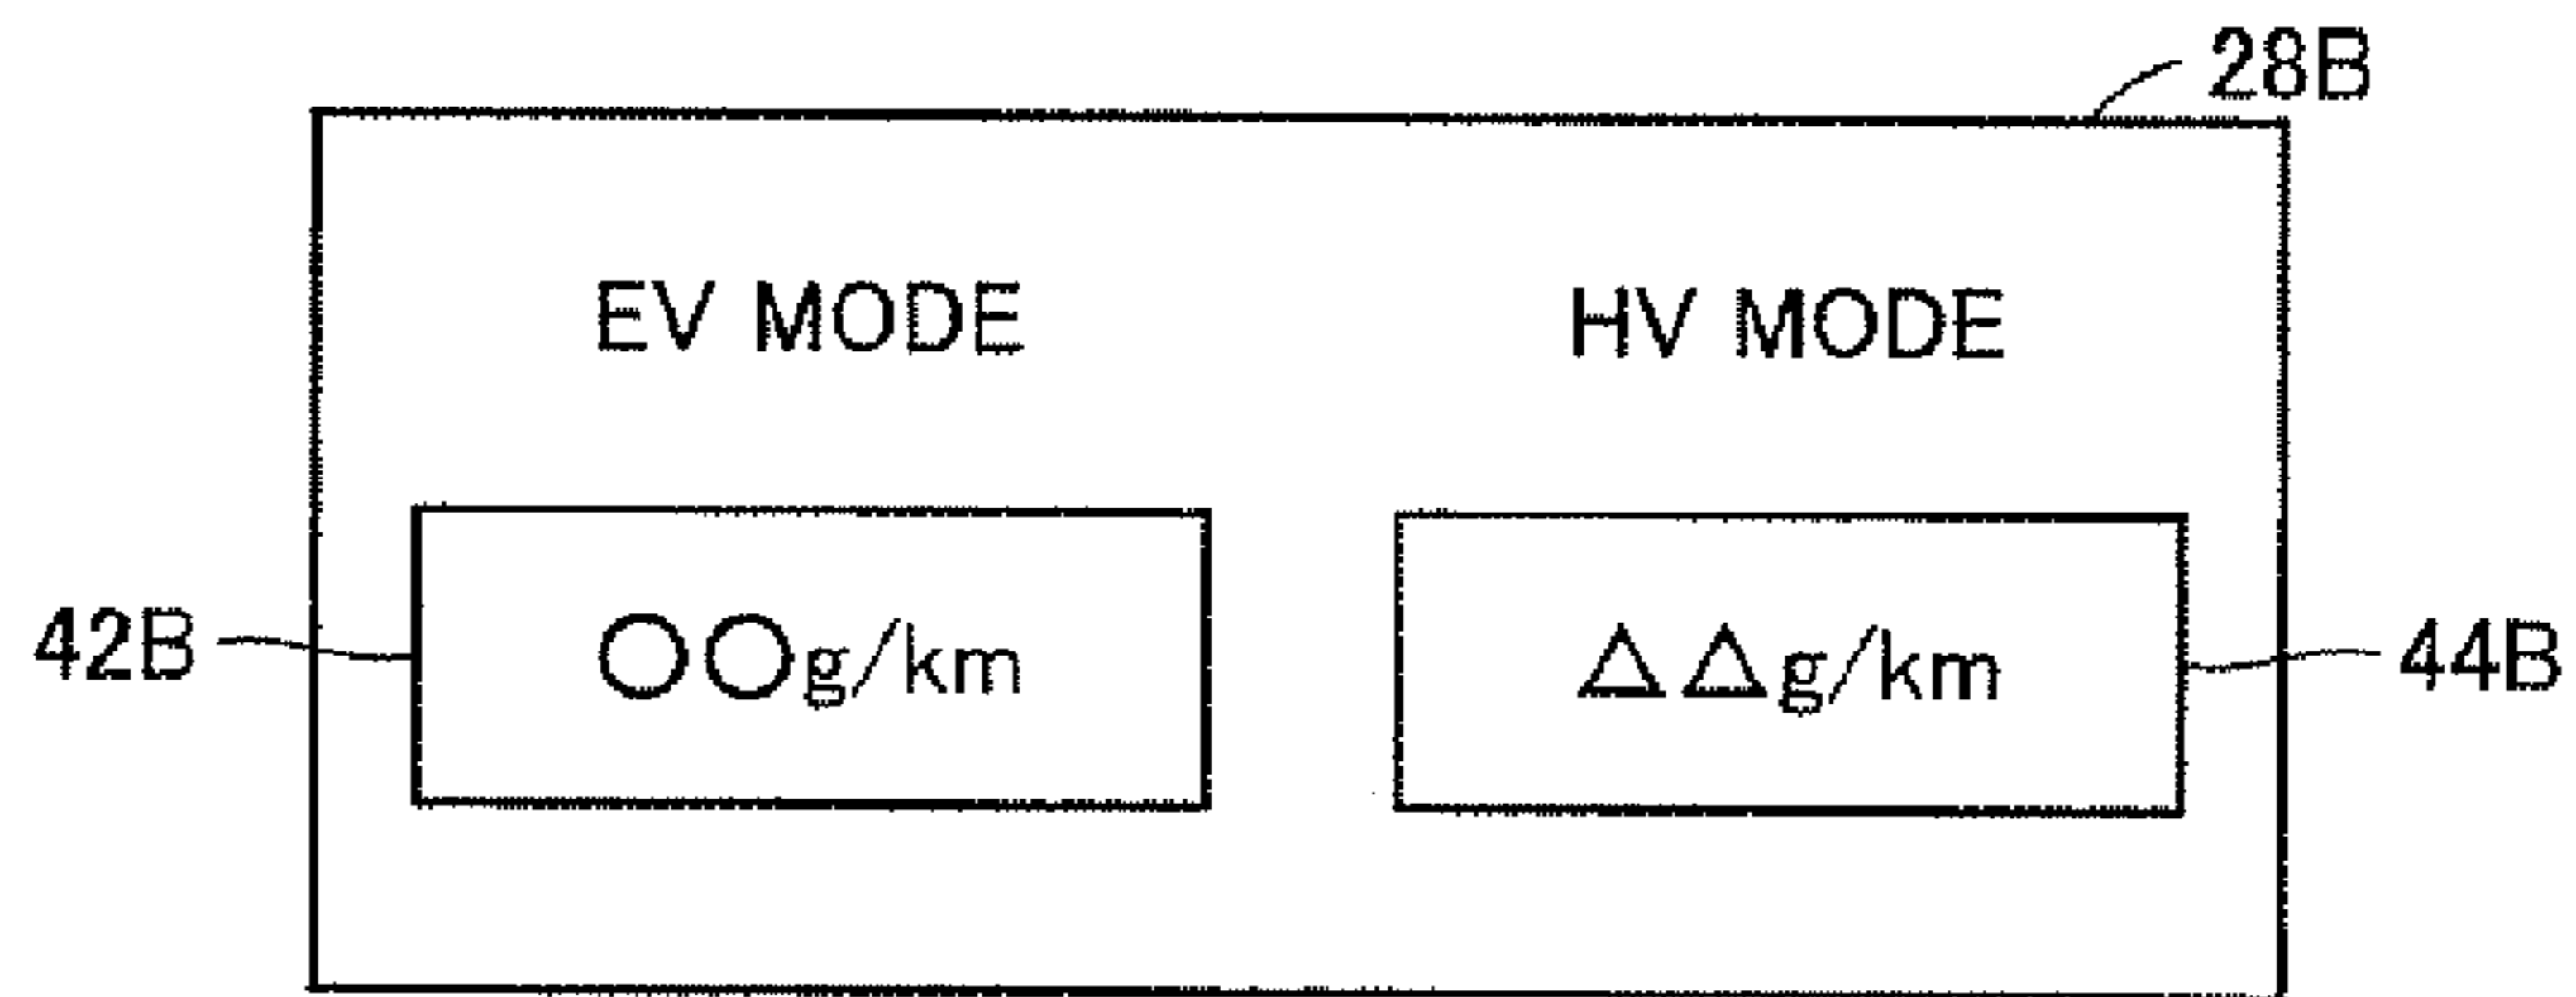 28B
EV MODE HV MODE
42B ○○g/km △△g/km 44B